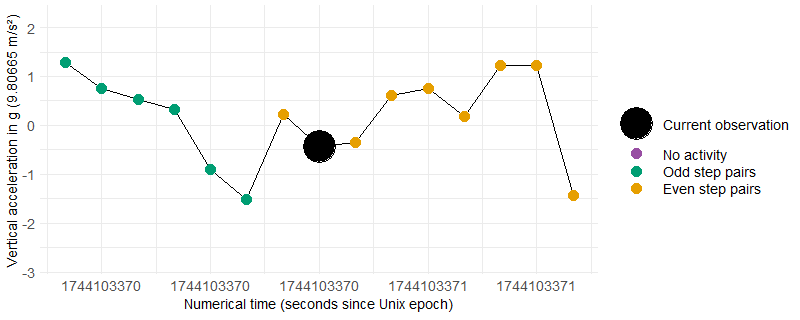 Vertical acceleration in g (9.80665 m/s²)
2
1
0
-1
-2
-3
1744103370
1744103370
1744103370
1744103371
1744103371
Numerical time (seconds since Unix epoch)
Current observation
No activity
Odd step pairs
Even step pairs